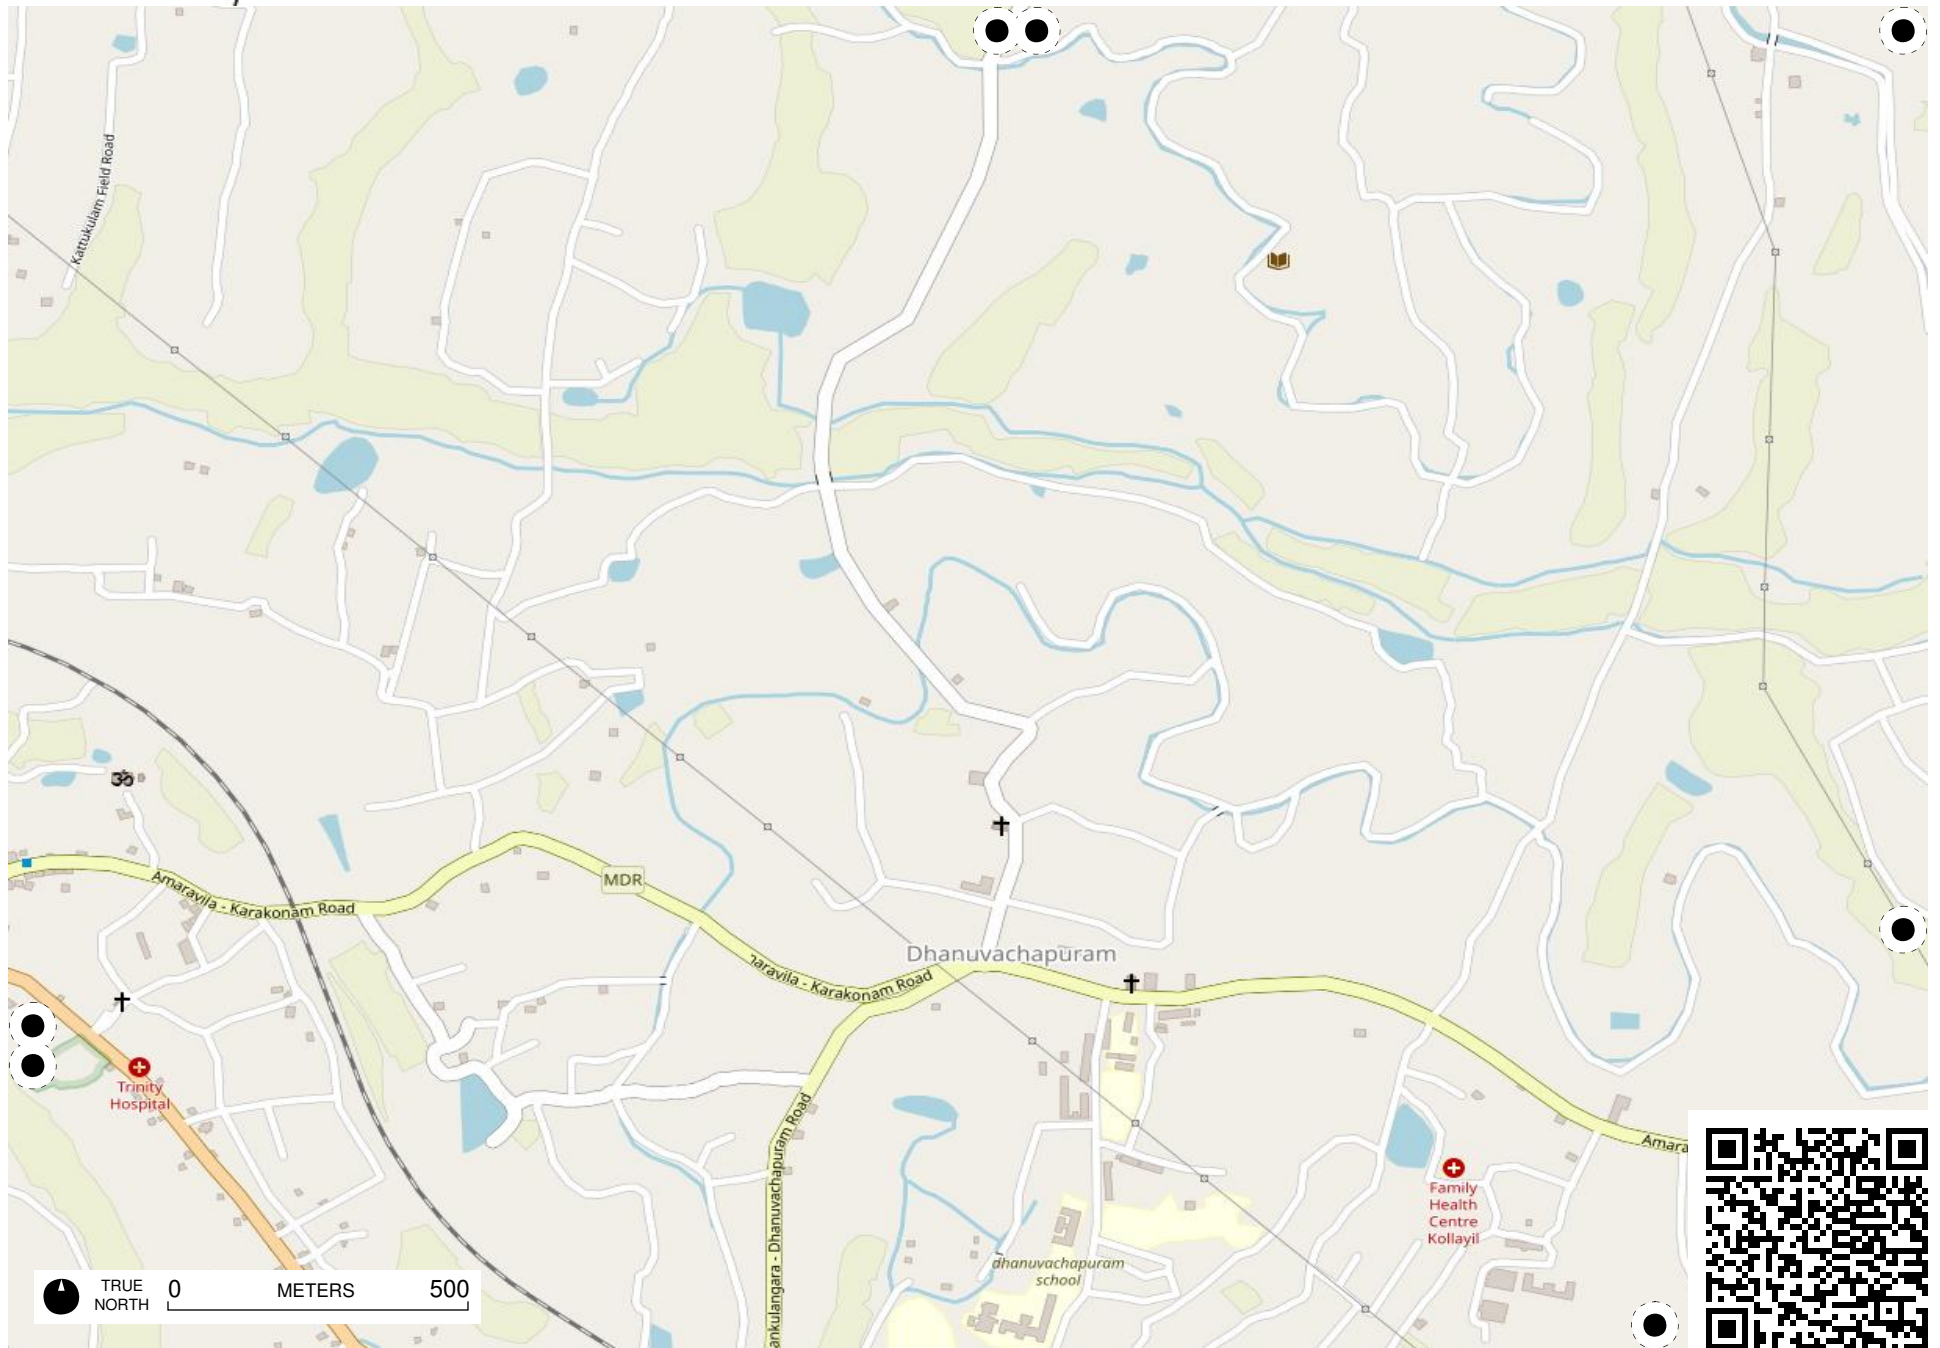 Kattukulam Field Road
MDR
Amaravila - Karakonam Road
Dhanuvachapuram
naravila - Karakonam Road
Trinity
Hospital
ankulangara - Dhanuvachapuram Road
Amara
Family
Health
Centre
Kollayil
dhanuvachapuram
school
TRUE
NORTH
0 METERS 500